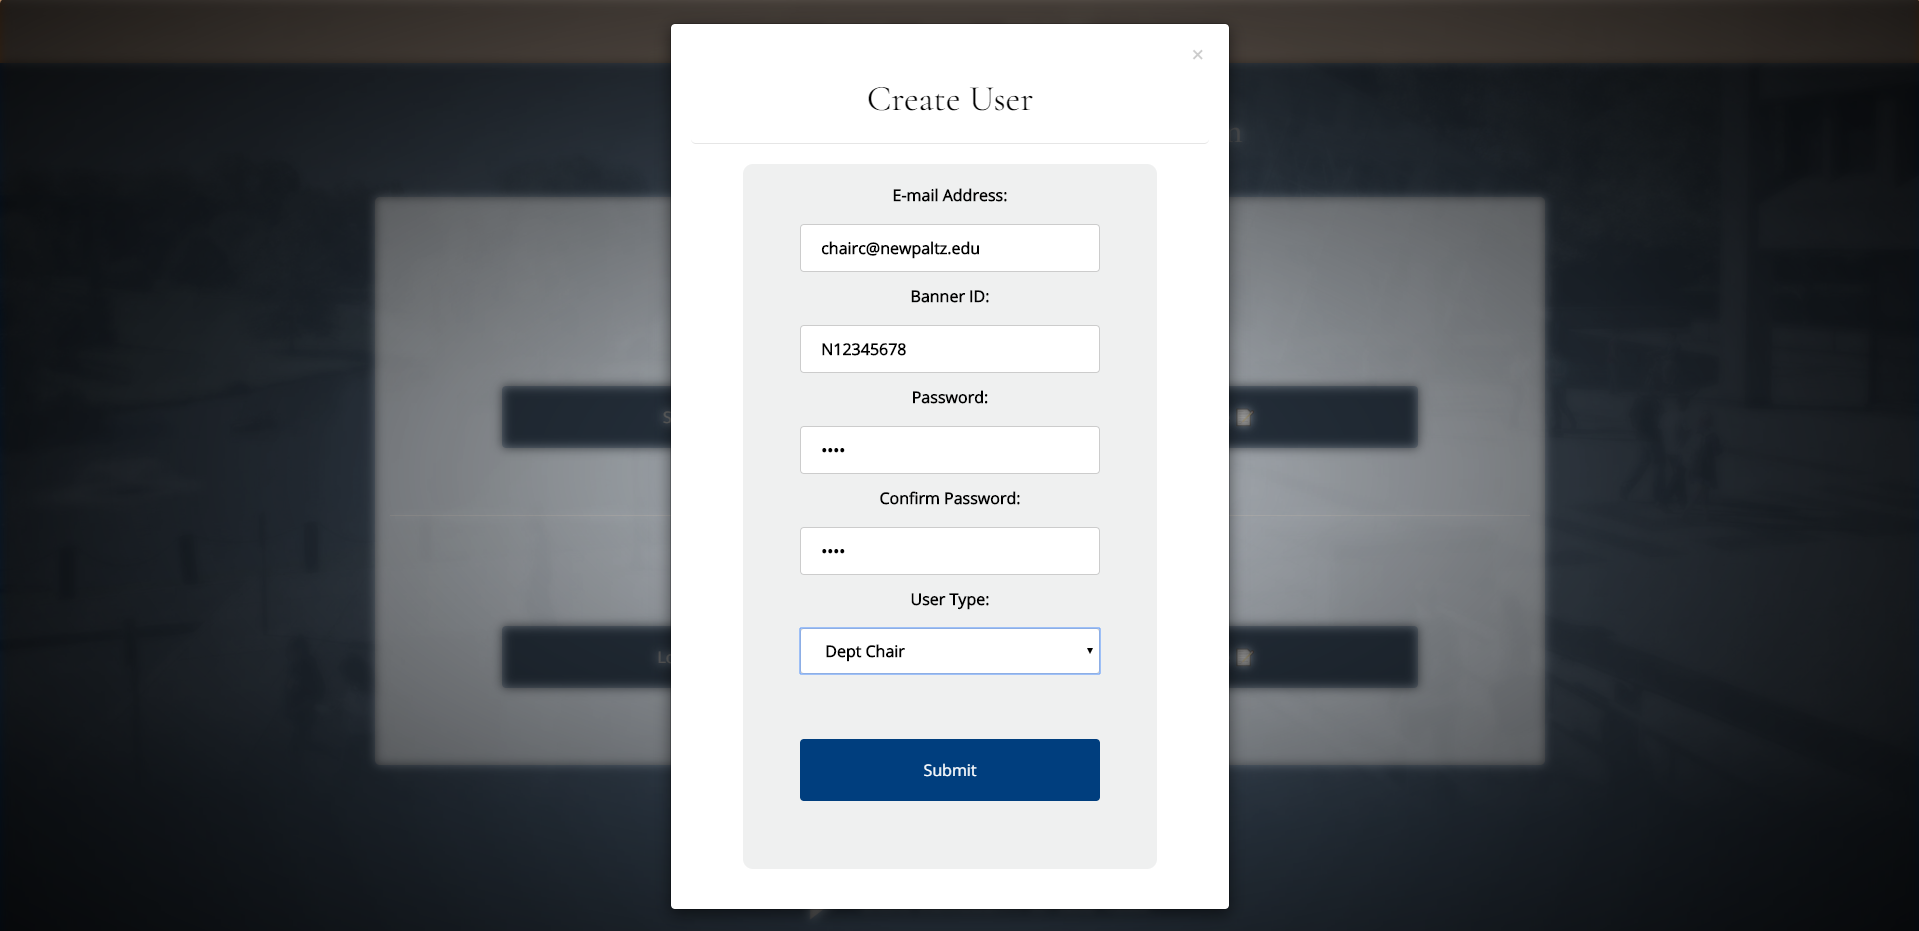 ×
Create User
E-mail Address:
chairc@newpaltz.edu
Banner ID:
N12345678
Password:
••••
Confirm Password:
••••
User Type:
Dept Chair
Submit